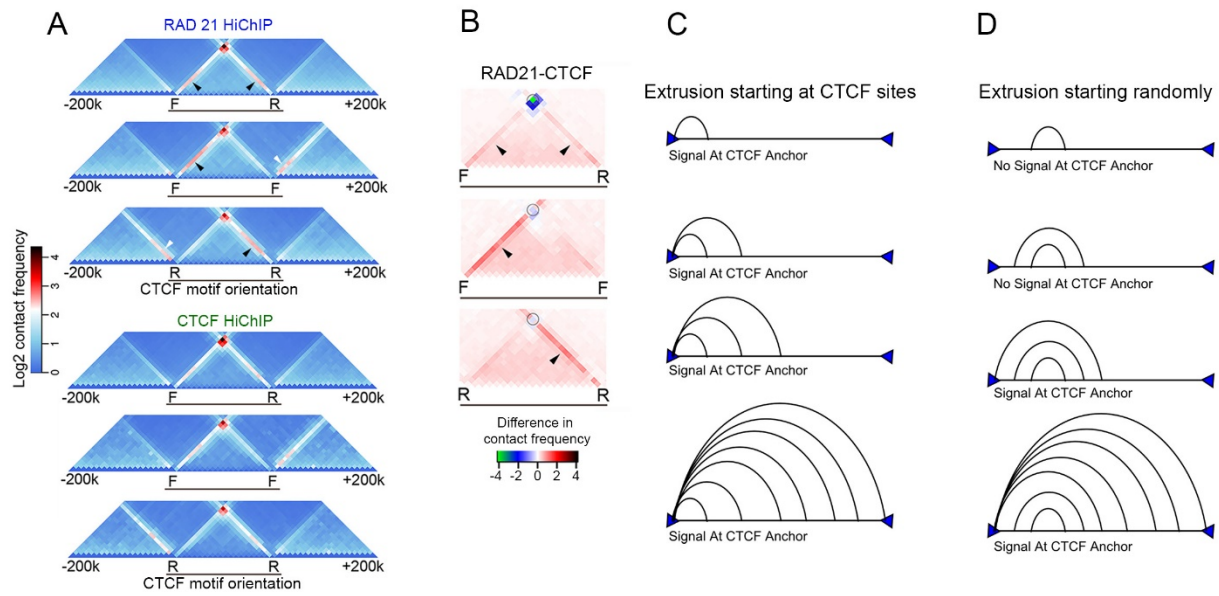 A
RAD 21 HiChIP
-200k F R +200k
-200k F F +200k
-200k R R +200k
CTCF motif orientation
Log2 contact frequency
4
3
2
1
0
CTCF HiChIP
-200k F R +200k
-200k F F +200k
-200k R R +200k
CTCF motif orientation
B
RAD21-CTCF
F R
F F
R R
Difference in
contact frequency
-4 -2 0 2 4
C
Extrusion starting at CTCF sites
Signal At CTCF Anchor
Signal At CTCF Anchor
Signal At CTCF Anchor
Signal At CTCF Anchor
D
Extrusion starting randomly
No Signal At CTCF Anchor
No Signal At CTCF Anchor
Signal At CTCF Anchor
Signal At CTCF Anchor